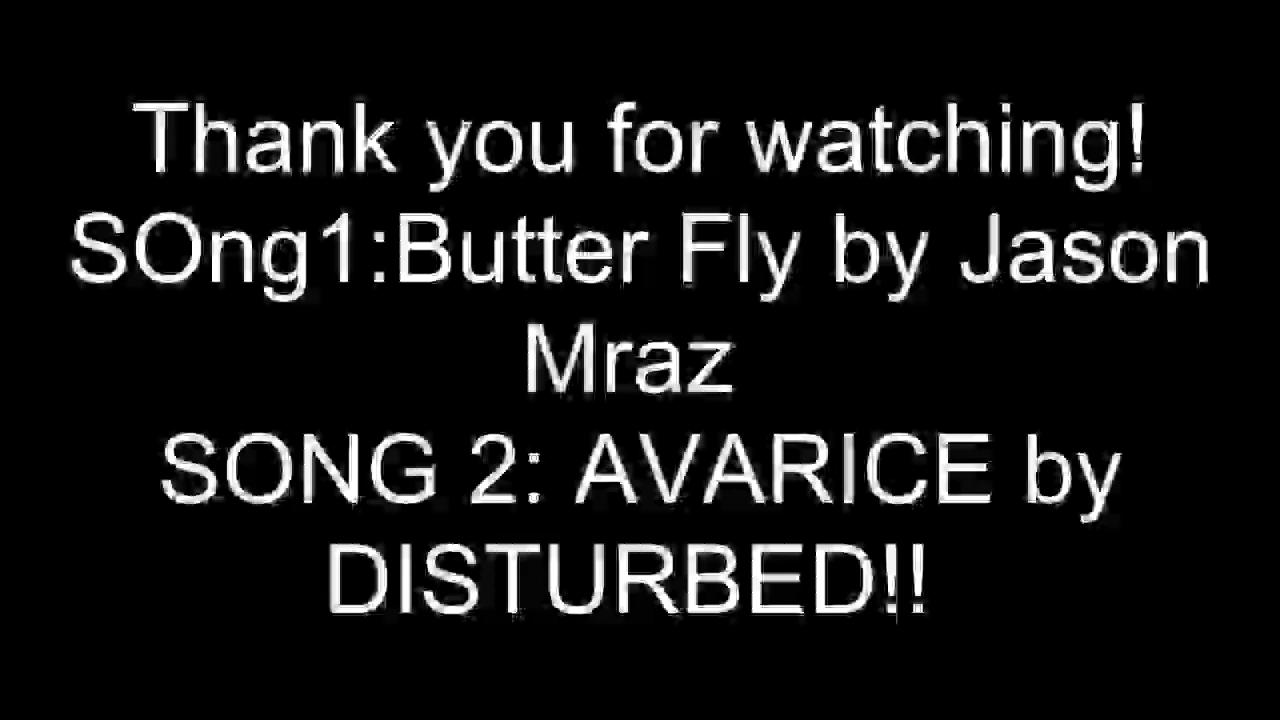 Thank you for watching!
SOng1:Butter Fly by Jason
Mraz
SONG 2: AVARICE by
DISTURBED!!